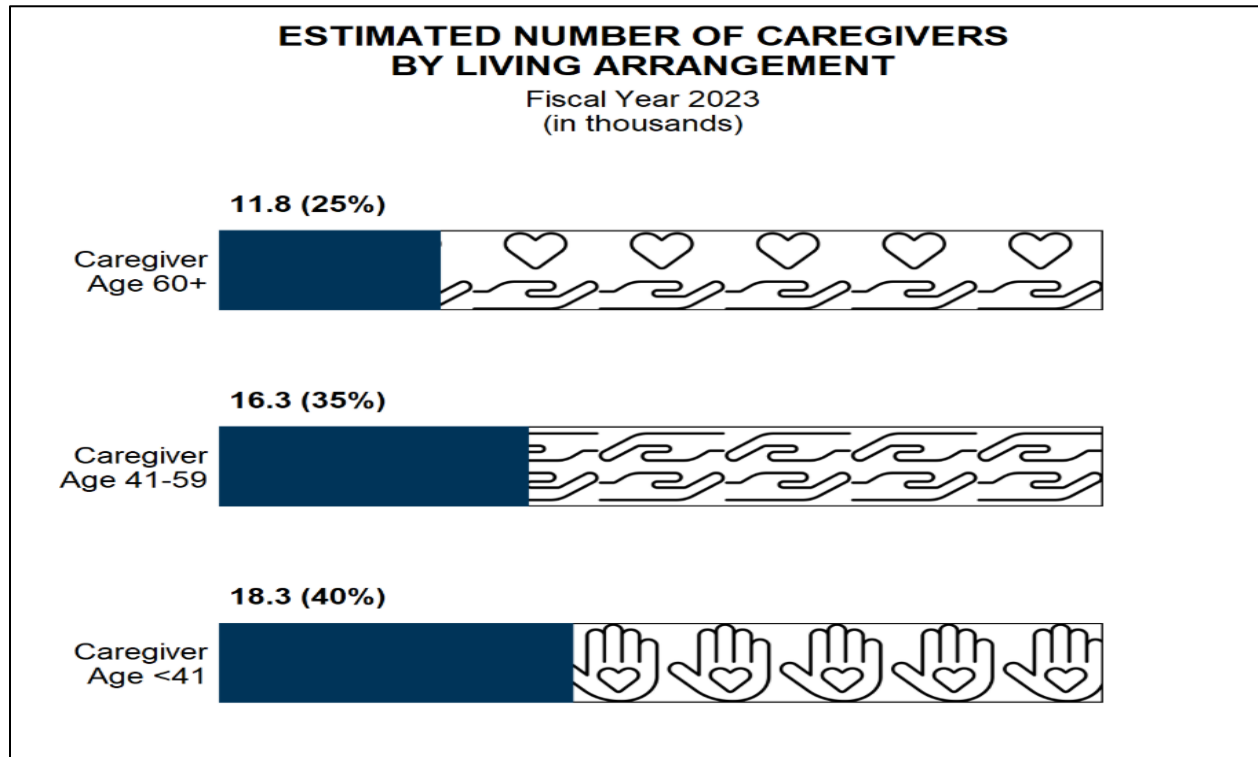 ESTIMATED NUMBER OF CAREGIVERS
BY LIVING ARRANGEMENT
Fiscal Year 2023
(in thousands)
11.8 (25%)
Caregiver
Age 60+
16.3 (35%)
Caregiver
Age 41-59
18.3 (40%)
Caregiver
Age <41